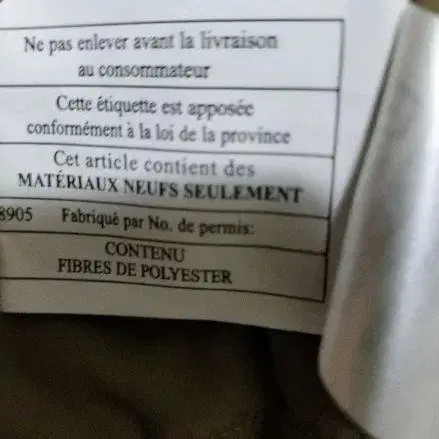 Ne pas enlever avant la livraison
au consommateur
Cette étiquette est apposée
conformément à la loi de la province
Cet article contient des
MATÉRIAUX NEUFS SEULEMENT
8905 Fabriqué par No. de permis:
CONTENU
FIBRES DE POLYESTER